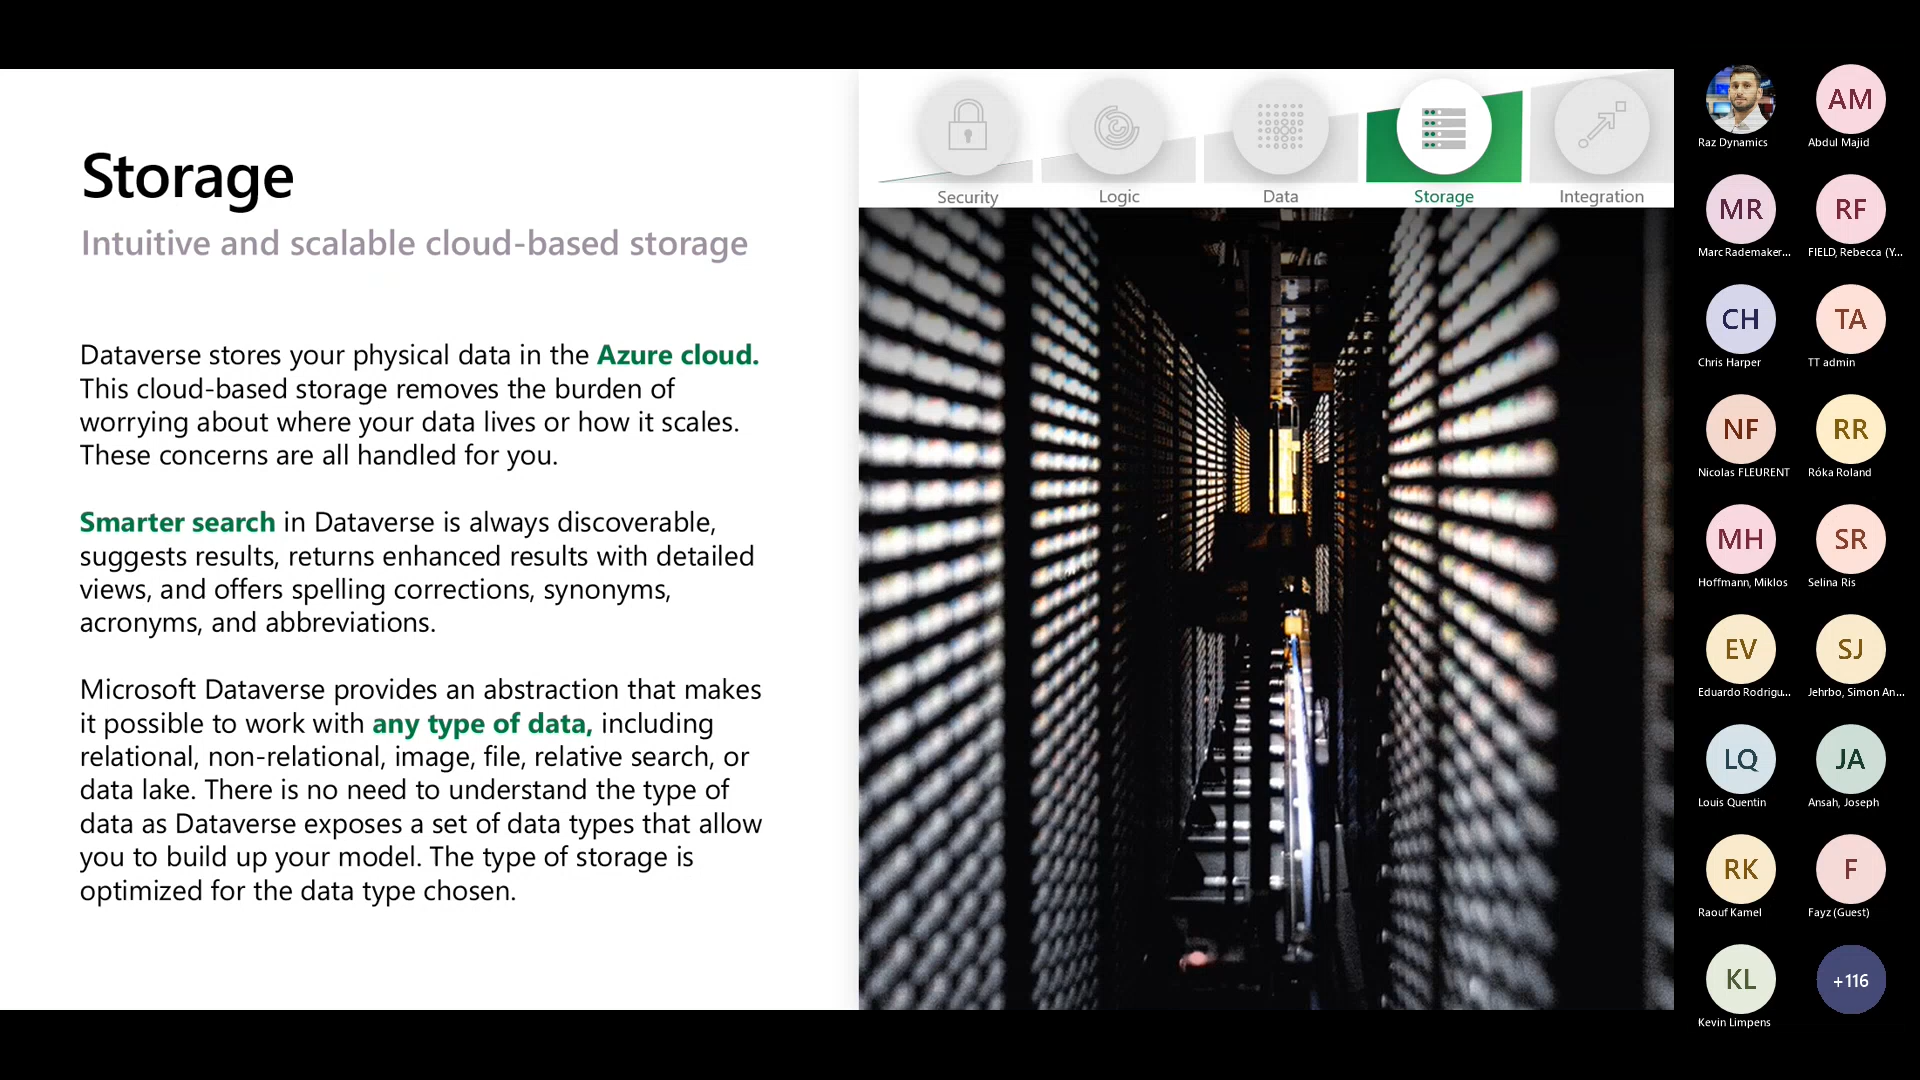 Storage
Intuitive and scalable cloud-based storage
Dataverse stores your physical data in the Azure cloud.
This cloud-based storage removes the burden of
worrying about where your data lives or how it scales.
These concerns are all handled for you.
Smarter search in Dataverse is always discoverable,
suggests results, returns enhanced results with detailed
views, and offers spelling corrections, synonyms,
acronyms, and abbreviations.
Microsoft Dataverse provides an abstraction that makes
it possible to work with any type of data, including
relational, non-relational, image, file, relative search, or
data lake. There is no need to understand the type of
data as Dataverse exposes a set of data types that allow
you to build up your model. The type of storage is
optimized for the data type chosen.
Security
Logic
Data
Storage
Integration
Raz Dynamics
AM
Abdul Majid
MR
Marc Rademaker...
RF
FIELD, Rebecca (Y...
CH
Chris Harper
TA
TT admin
NF
Nicolas FLEURENT
RR
Róka Roland
MH
Hoffmann, Miklos
SR
Selina Ris
EV
Eduardo Rodrigu...
SJ
Jehrbo, Simon An...
LQ
Louis Quentin
JA
Ansah, Joseph
RK
Raouf Kamel
F
Fayz (Guest)
KL
Kevin Limpens
+116